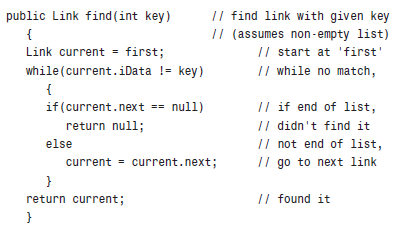 public Link find(int key)      // find link with given key
   {                           // (assumes non-empty list)
   Link current = first;              // start at 'first'
   while(current.iData != key)        // while no match,
      {
      if(current.next == null)        // if end of list,
         return null;                 // didn't find it
      else                            // not end of list,
         current = current.next;      // go to next link
      }
   return current;                    // found it
   }